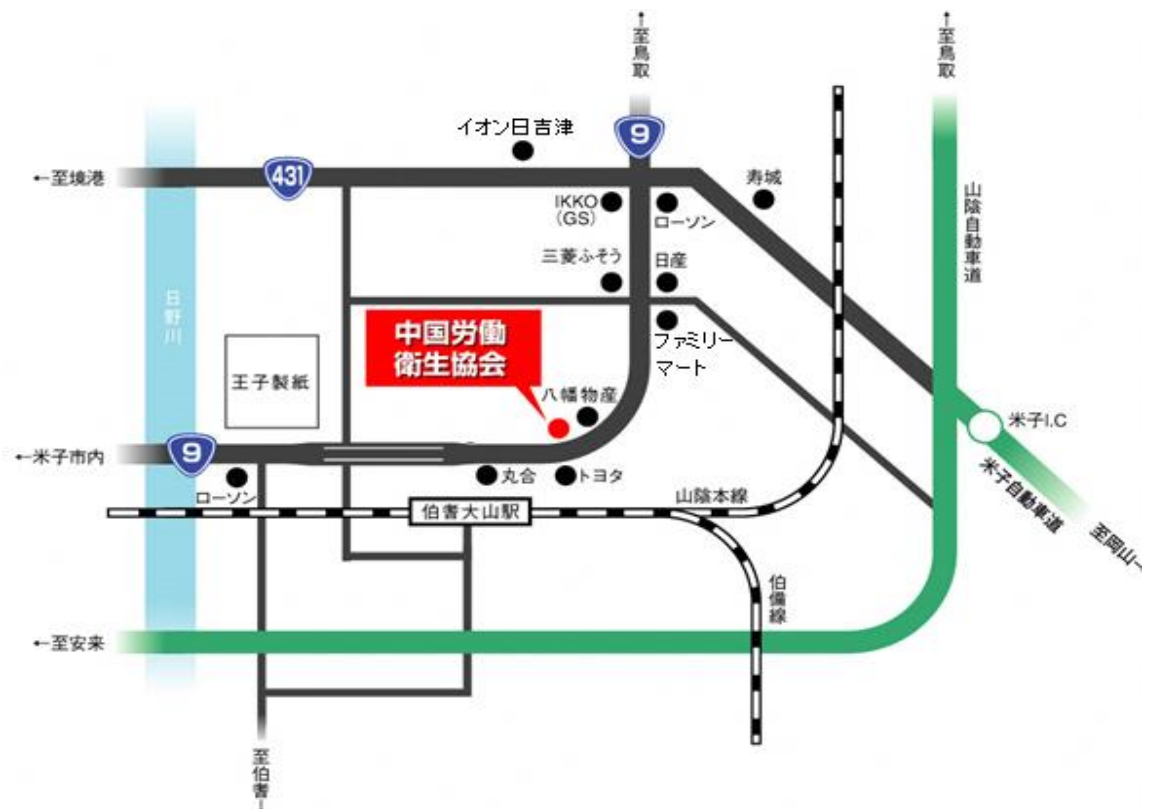 ←至鳥取
←至鳥取
イオン日吉津
9
←至境港
431
寿城
IKKO
(GS)
ローソン
山陰自動車道
三菱ふそう
日産
日野川
中国労働
衛生協会
ファミリー
マート
王子製紙
八幡物産
米子I.C
←米子市内
9
ローソン
丸合
トヨタ
山陰本線
米子自動車道
伯耆大山駅
至岡山→
伯備線
←至安来
至伯耆→